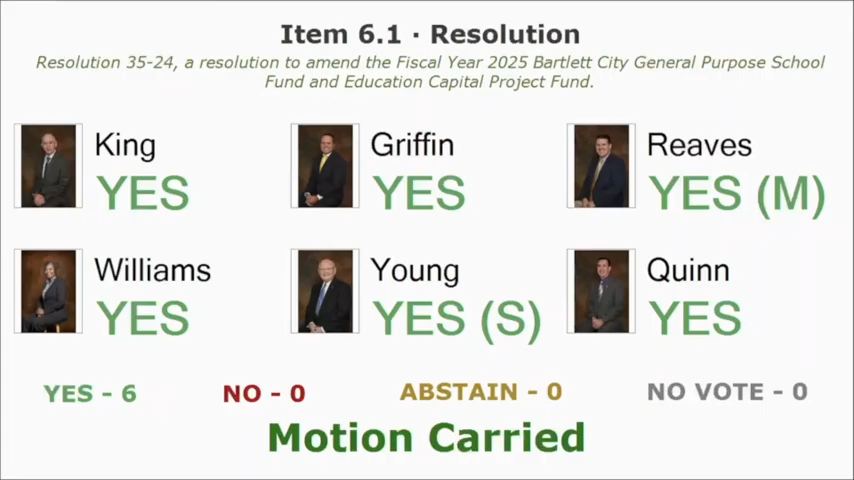 Item 6.1 · Resolution
Resolution 35-24, a resolution to amend the Fiscal Year 2025 Bartlett City General Purpose School
Fund and Education Capital Project Fund.
King
YES
Griffin
YES
Reaves
YES (M)
Williams
YES
Young
YES (S)
Quinn
YES
YES - 6
NO - 0
ABSTAIN - 0
NO VOTE - 0
Motion Carried